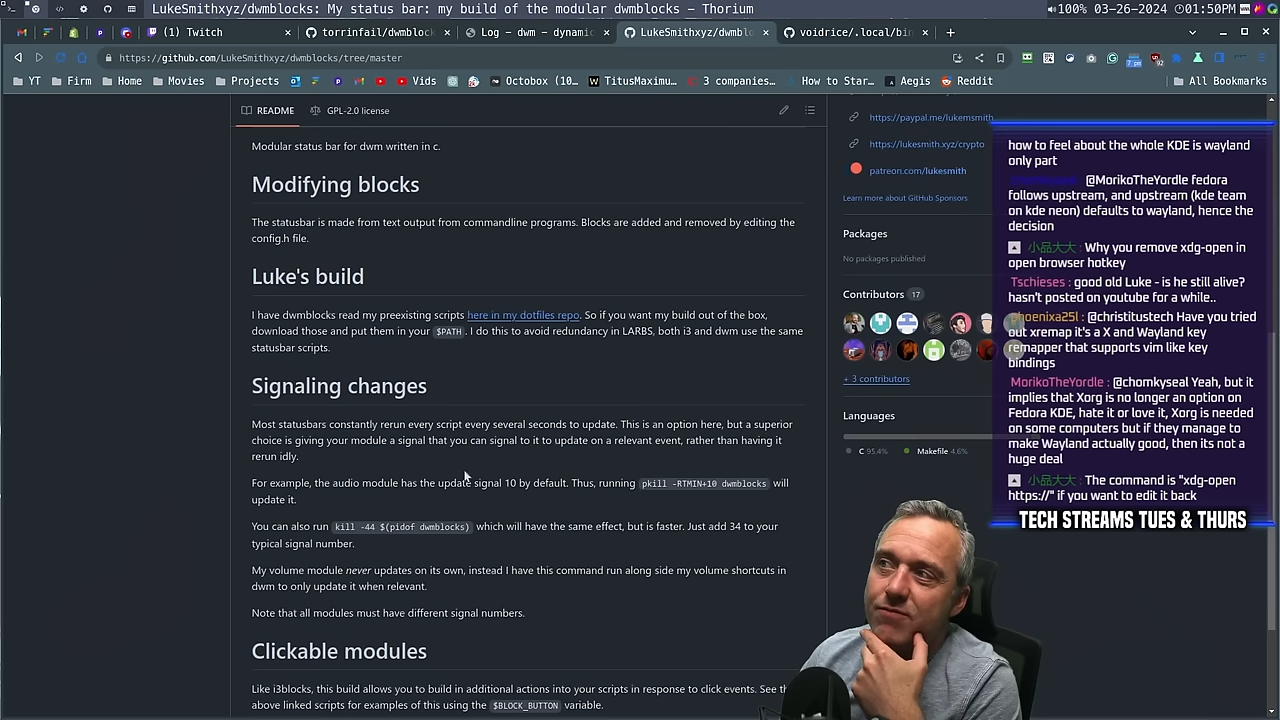 LukeSmithxyz/dwmblocks: My status bar: my build of the modular dwmblocks – Thorium
100% 03-26-2024 01:50PM
(1) Twitch
torrinfail/dwmblock
Log – dwm – dynamic
LukeSmithxyz/dwmbl
voidrice/.local/bin
https://github.com/LukeSmithxyz/dwmblocks/tree/master
YT Firm Home Movies Projects Vids Octobox (10... TitusMaximu... 3 companies... How to Star... Aegis Reddit All Bookmarks
README GPL-2.0 license
Modular status bar for dwm written in c.
Modifying blocks
The statusbar is made from text output from commandline programs. Blocks are added and removed by editing the
config.h file.
Luke's build
I have dwmblocks read my preexisting scripts here in my dotfiles repo. So if you want my build out of the box,
download those and put them in your $PATH. I do this to avoid redundancy in LARBS, both i3 and dwm use the same
statusbar scripts.
Signaling changes
Most statusbars constantly rerun every script every several seconds to update. This is an option here, but a superior
choice is giving your module a signal that you can signal to it to update on a relevant event, rather than having it
rerun idly.
For example, the audio module has the update signal 10 by default. Thus, running pkill -RTMIN+10 dwmblocks will
update it.
You can also run kill -44 $(pidof dwmblocks) which will have the same effect, but is faster. Just add 34 to your
typical signal number.
My volume module never updates on its own, instead I have this command run along side my volume shortcuts in
dwm to only update it when relevant.
Note that all modules must have different signal numbers.
Clickable modules
Like i3blocks, this build allows you to build in additional actions into your scripts in response to click events. See the
above linked scripts for examples of this using the $BLOCK_BUTTON variable.
https://paypal.me/lukemsmith
https://lukesmith.xyz/crypto
patreon.com/lukesmith
Learn more about GitHub Sponsors
Packages
No packages published
Contributors 17
+ 3 contributors
Languages
C 95.4% Makefile 4.6%
how to feel about the whole KDE is wayland
only part
@MorikoTheYordle fedora
follows upstream, and upstream (kde team
on kde neon) defaults to wayland, hence the
decision
小品大大 : Why you remove xdg-open in
open browser hotkey
Tschieses : good old Luke - is he still alive?
hasn't posted on youtube for a while..
Phoenixa25l : @christitustech Have you tried
out xremap it's a X and Wayland key
remapper that supports vim like key
bindings
MorikoTheYordle : @chomkyseal Yeah, but it
implies that Xorg is no longer an option on
Fedora KDE, hate it or love it, Xorg is needed
on some computers but if they manage to
make Wayland actually good, then its not a
huge deal
小品大大 : The command is "xdg-open
https://" if you want to edit it back
TECH STREAMS TUES & THURS